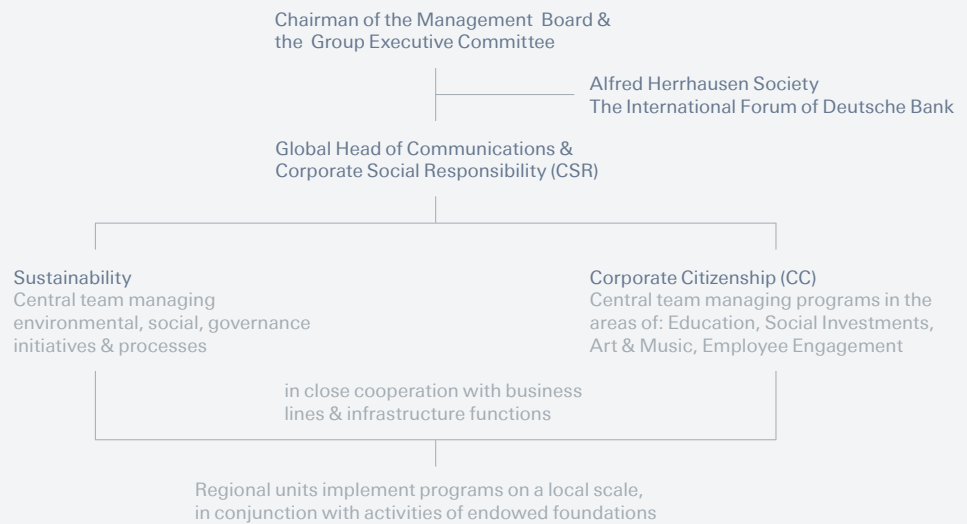 Chairman of the Management Board &
the Group Executive Committee
Alfred Herrhausen Society
The International Forum of Deutsche Bank
Global Head of Communications &
Corporate Social Responsibility (CSR)
Sustainability
Central team managing
environmental, social, governance
initiatives & processes
Corporate Citizenship (CC)
Central team managing programs in the
areas of: Education, Social Investments,
Art & Music, Employee Engagement
in close cooperation with business
lines & infrastructure functions
Regional units implement programs on a local scale,
in conjunction with activities of endowed foundations